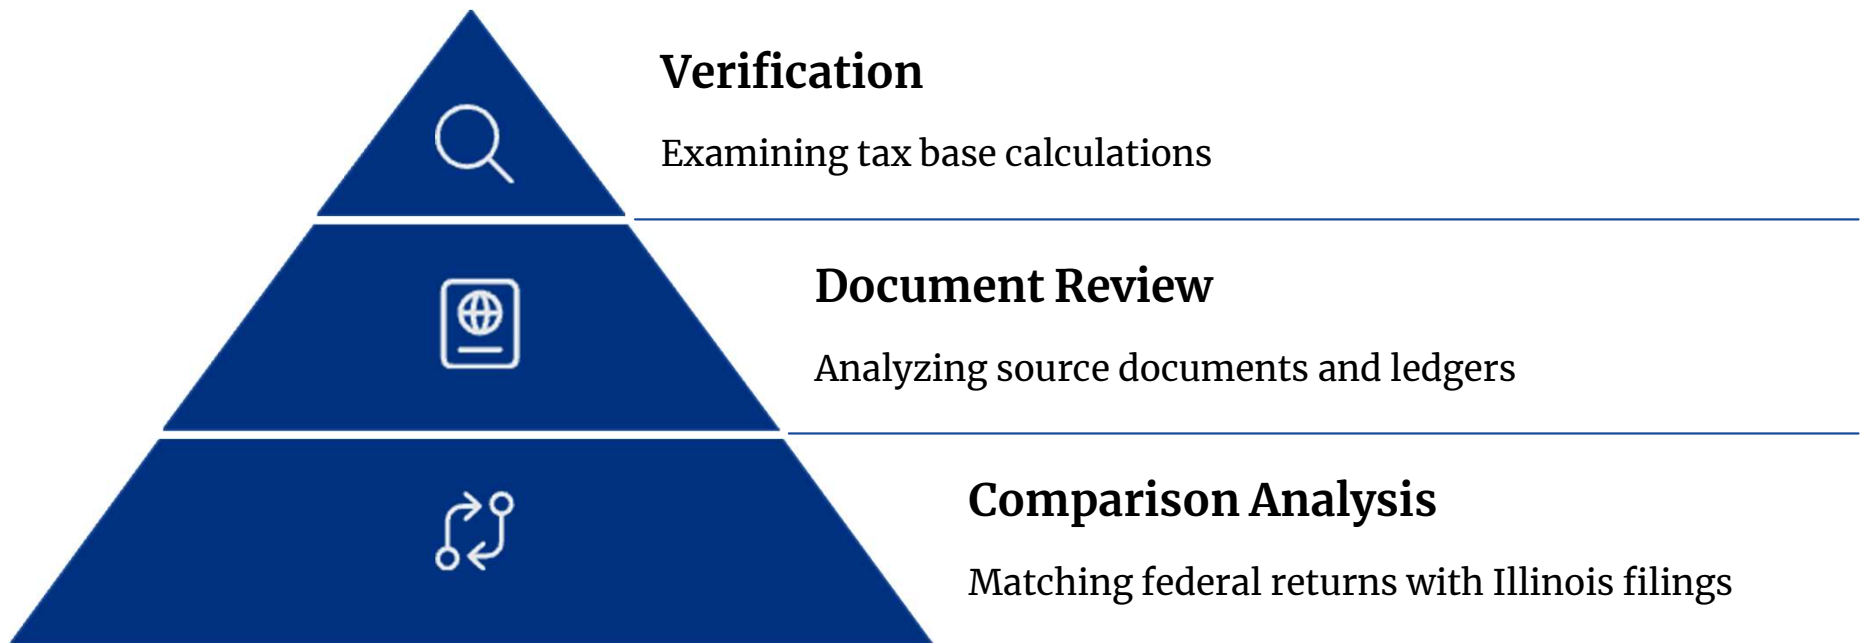 Verification
Examining tax base calculations
Document Review
Analyzing source documents and ledgers
Comparison Analysis
Matching federal returns with Illinois filings